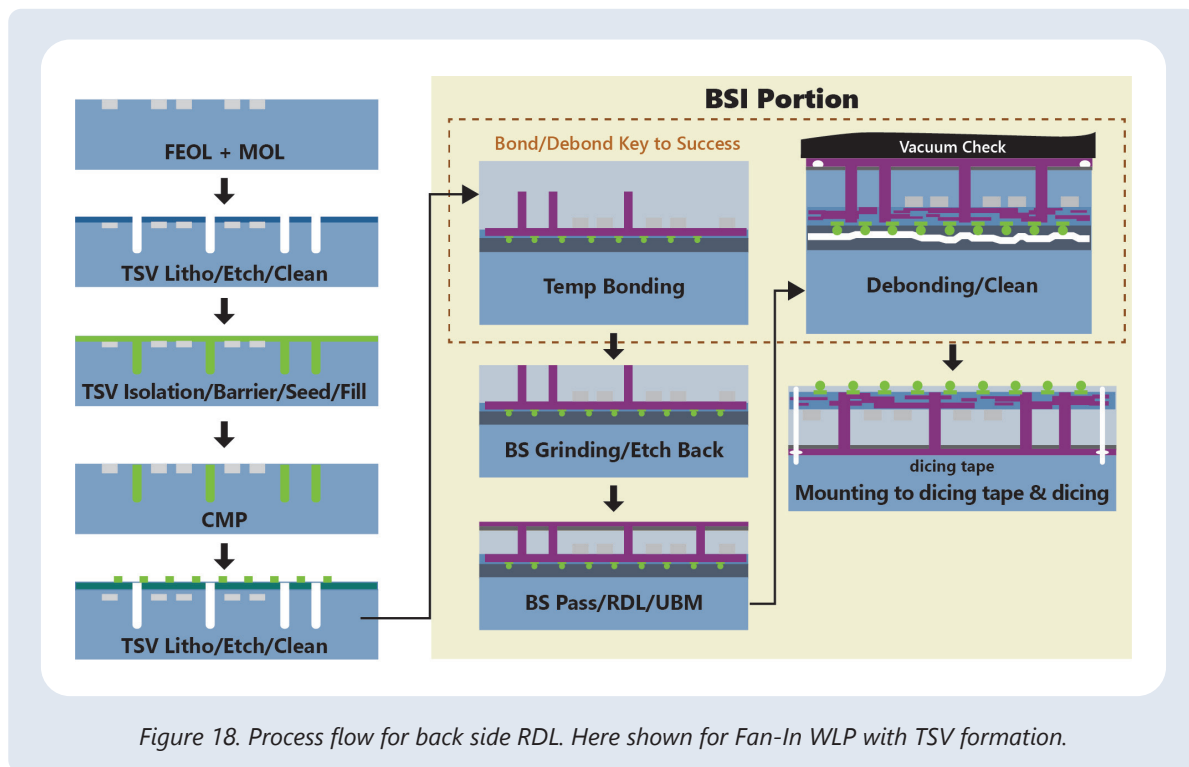 FEOL + MOL
TSV Litho/Etch/Clean
TSV Isolation/Barrier/Seed/Fill
CMP
TSV Litho/Etch/Clean
BSI Portion
Bond/Debond Key to Success
Temp Bonding
BS Grinding/Etch Back
BS Pass/RDL/UBM
Vacuum Check
Debonding/Clean
dicing tape
Mounting to dicing tape & dicing
Figure 18. Process flow for back side RDL. Here shown for Fan-In WLP with TSV formation.